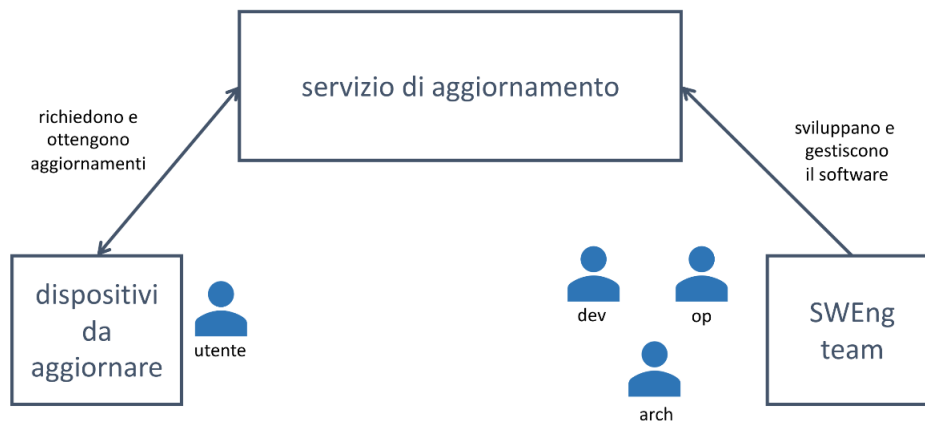 servizio di aggiornamento
richiedono e
ottengono
aggiornamenti
sviluppano e
gestiscono
il software
dispositivi
da
aggiornare
utente
dev
op
arch
SWEng
team